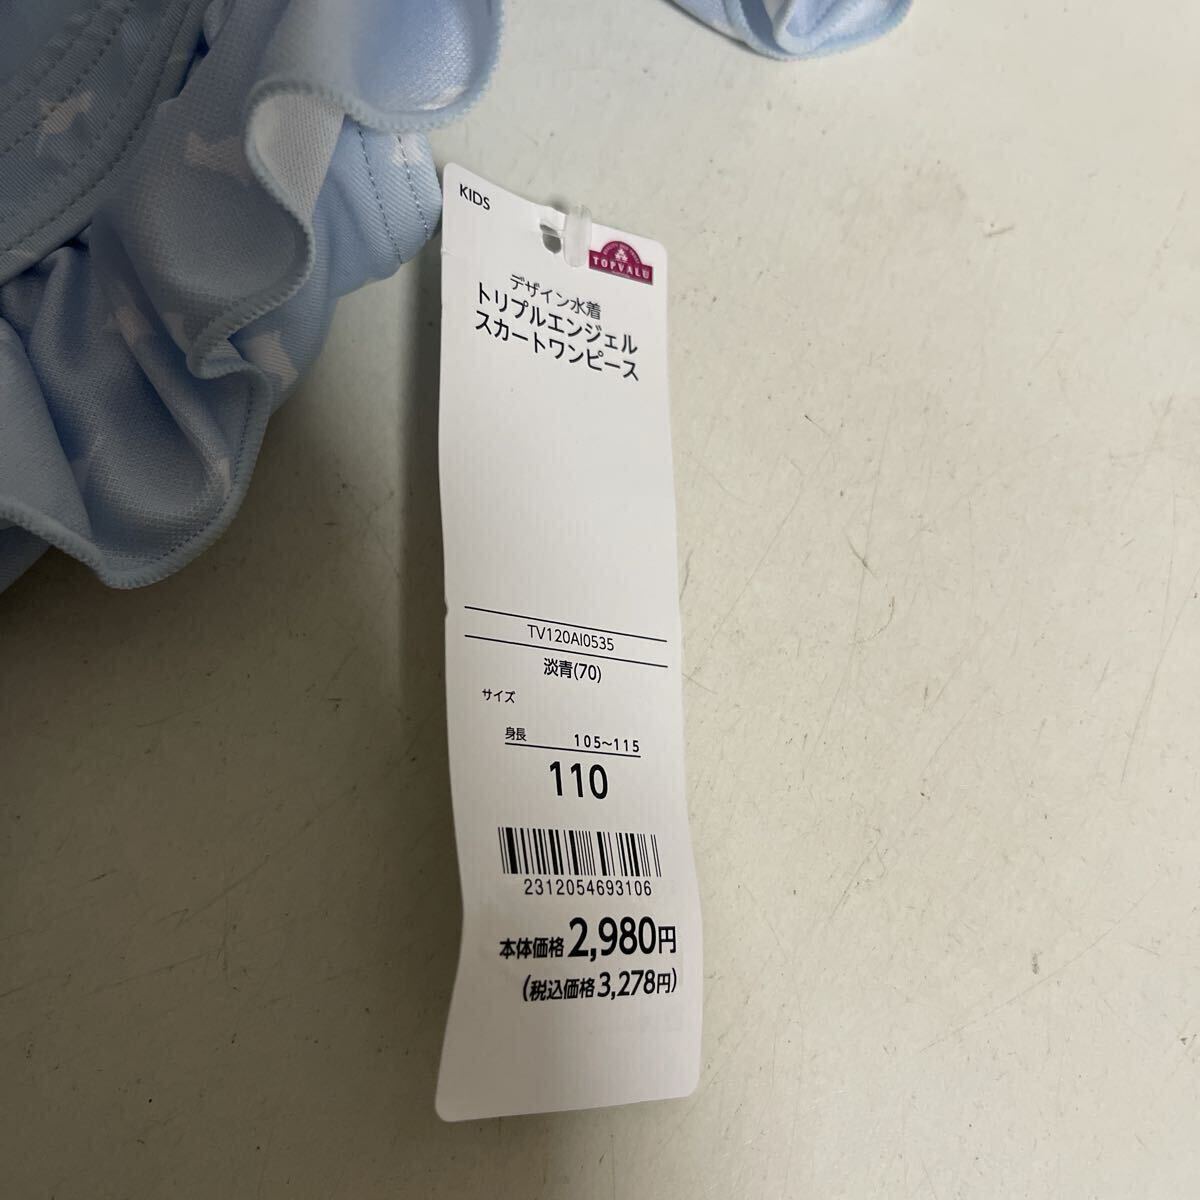 KIDS
TOPVALU
デザイン水着
トリプルエンジェル
スカートワンピース
TV120AI0535
淡青(70)
サイズ
身長 105~115
110
2312054693106
本体価格 2,980円
(税込価格 3,278円)